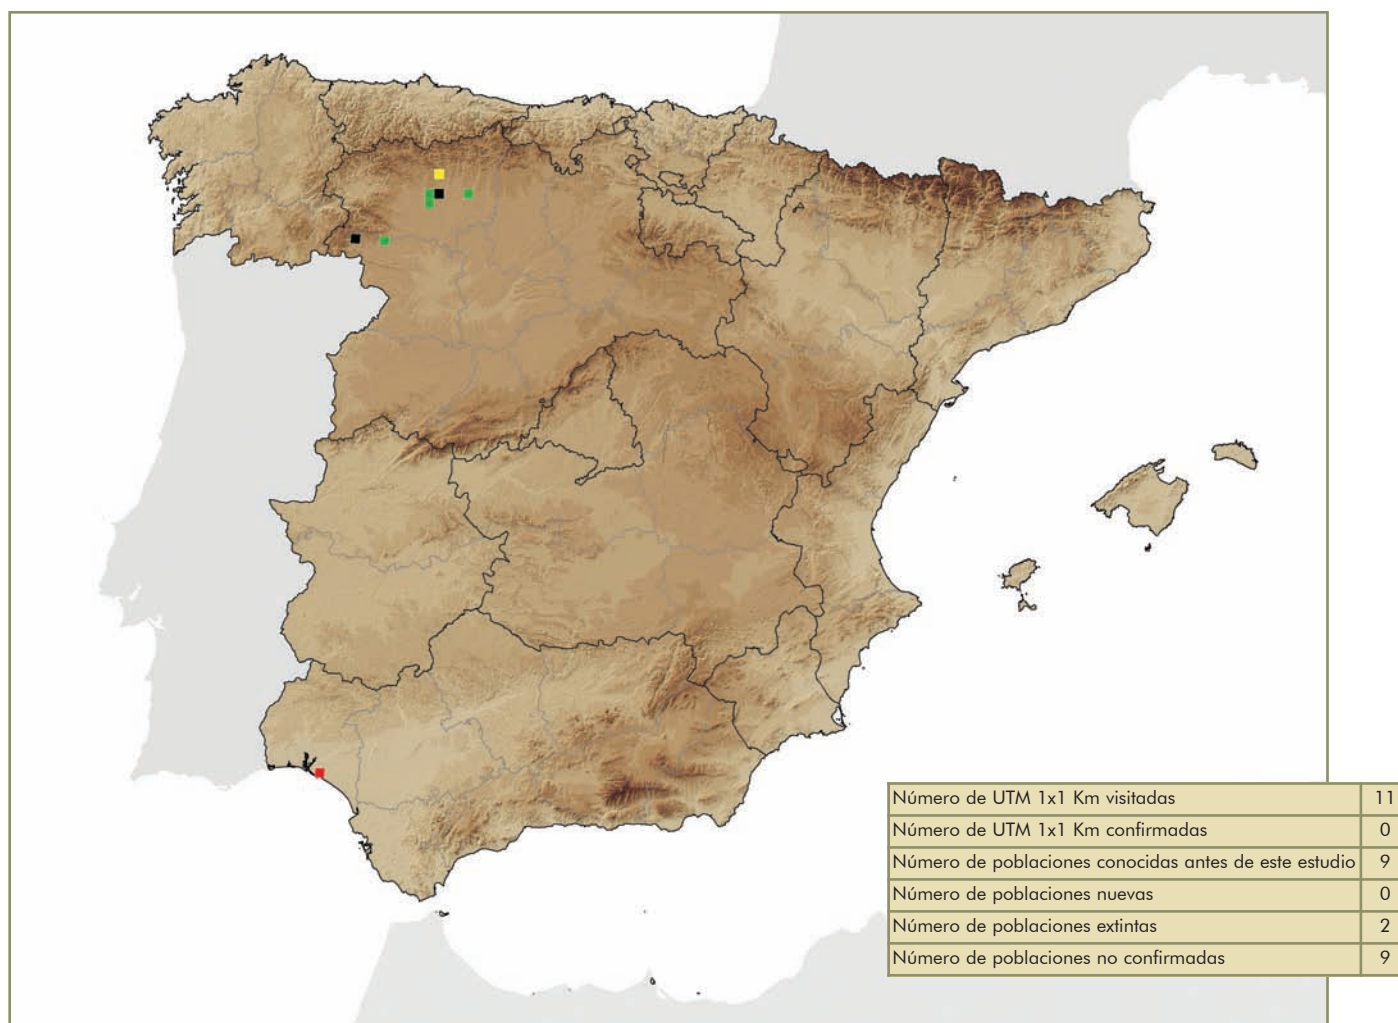 Número de UTM 1x1 Km visitadas 11
Número de UTM 1x1 Km confirmadas 0
Número de poblaciones conocidas antes de este estudio 9
Número de poblaciones nuevas 0
Número de poblaciones extintas 2
Número de poblaciones no confirmadas 9